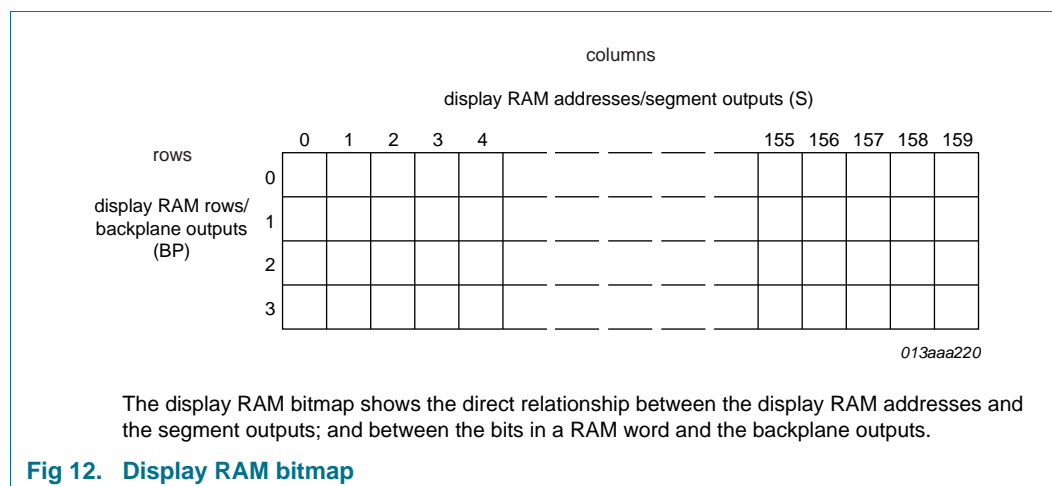 columns
display RAM addresses/segment outputs (S)
0 1 2 3 4 155 156 157 158 159
rows
0
display RAM rows/
1
backplane outputs
(BP)
2
3
013aaa220
The display RAM bitmap shows the direct relationship between the display RAM addresses and
the segment outputs; and between the bits in a RAM word and the backplane outputs.
Fig 12. Display RAM bitmap